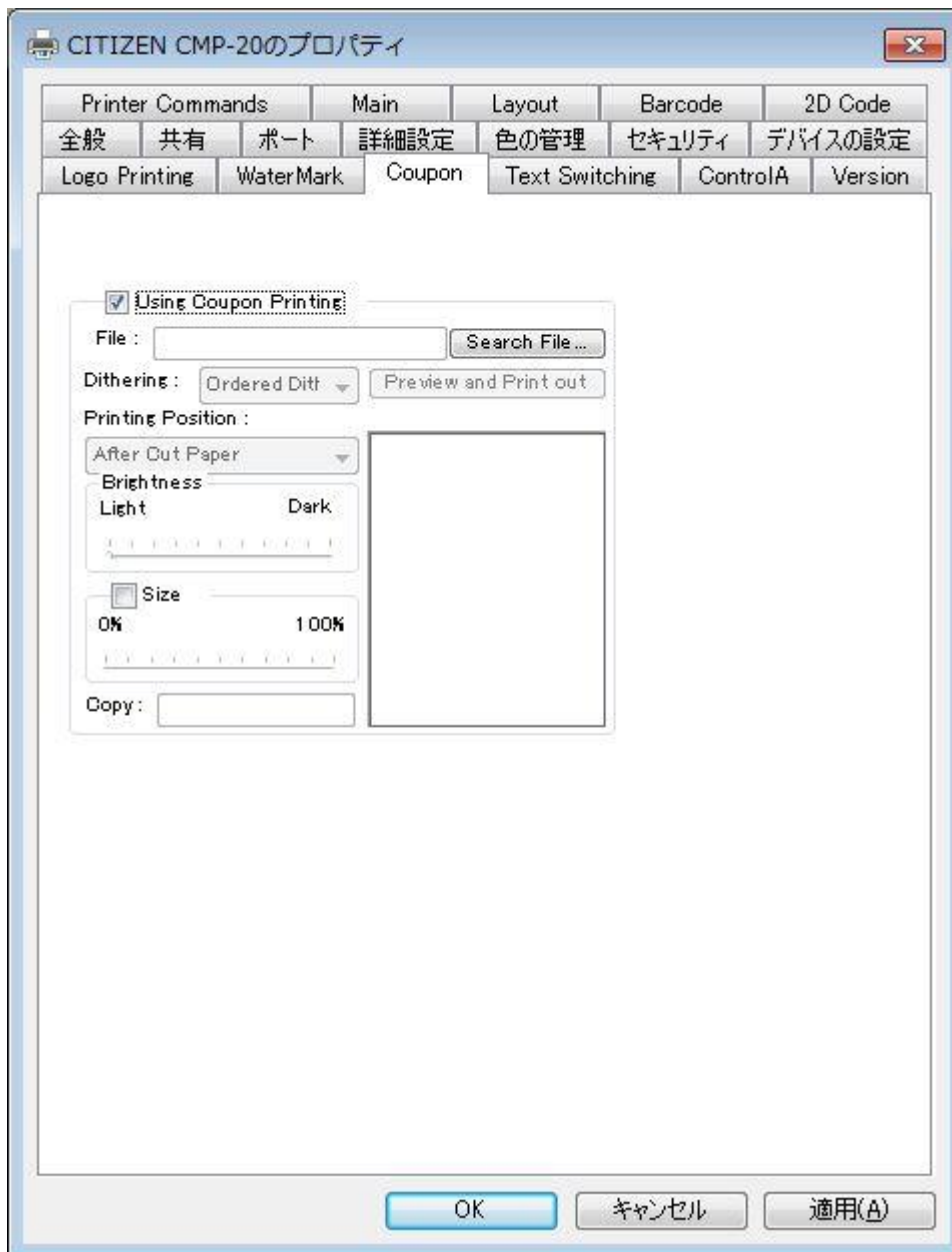 CITIZEN CMP-20のプロパティ
Printer Commands Main Layout Barcode 2D Code
全般 共有 ポート 詳細設定 色の管理 セキュリティ デバイスの設定
Logo Printing WaterMark Coupon Text Switching ControlA Version
Using Coupon Printing
File :
Search File...
Dithering : Ordered Ditl Preview and Print out
Printing Position :
After Cut Paper
Brightness
Light Dark
Size
0% 100%
Copy :
OK キャンセル 適用(A)